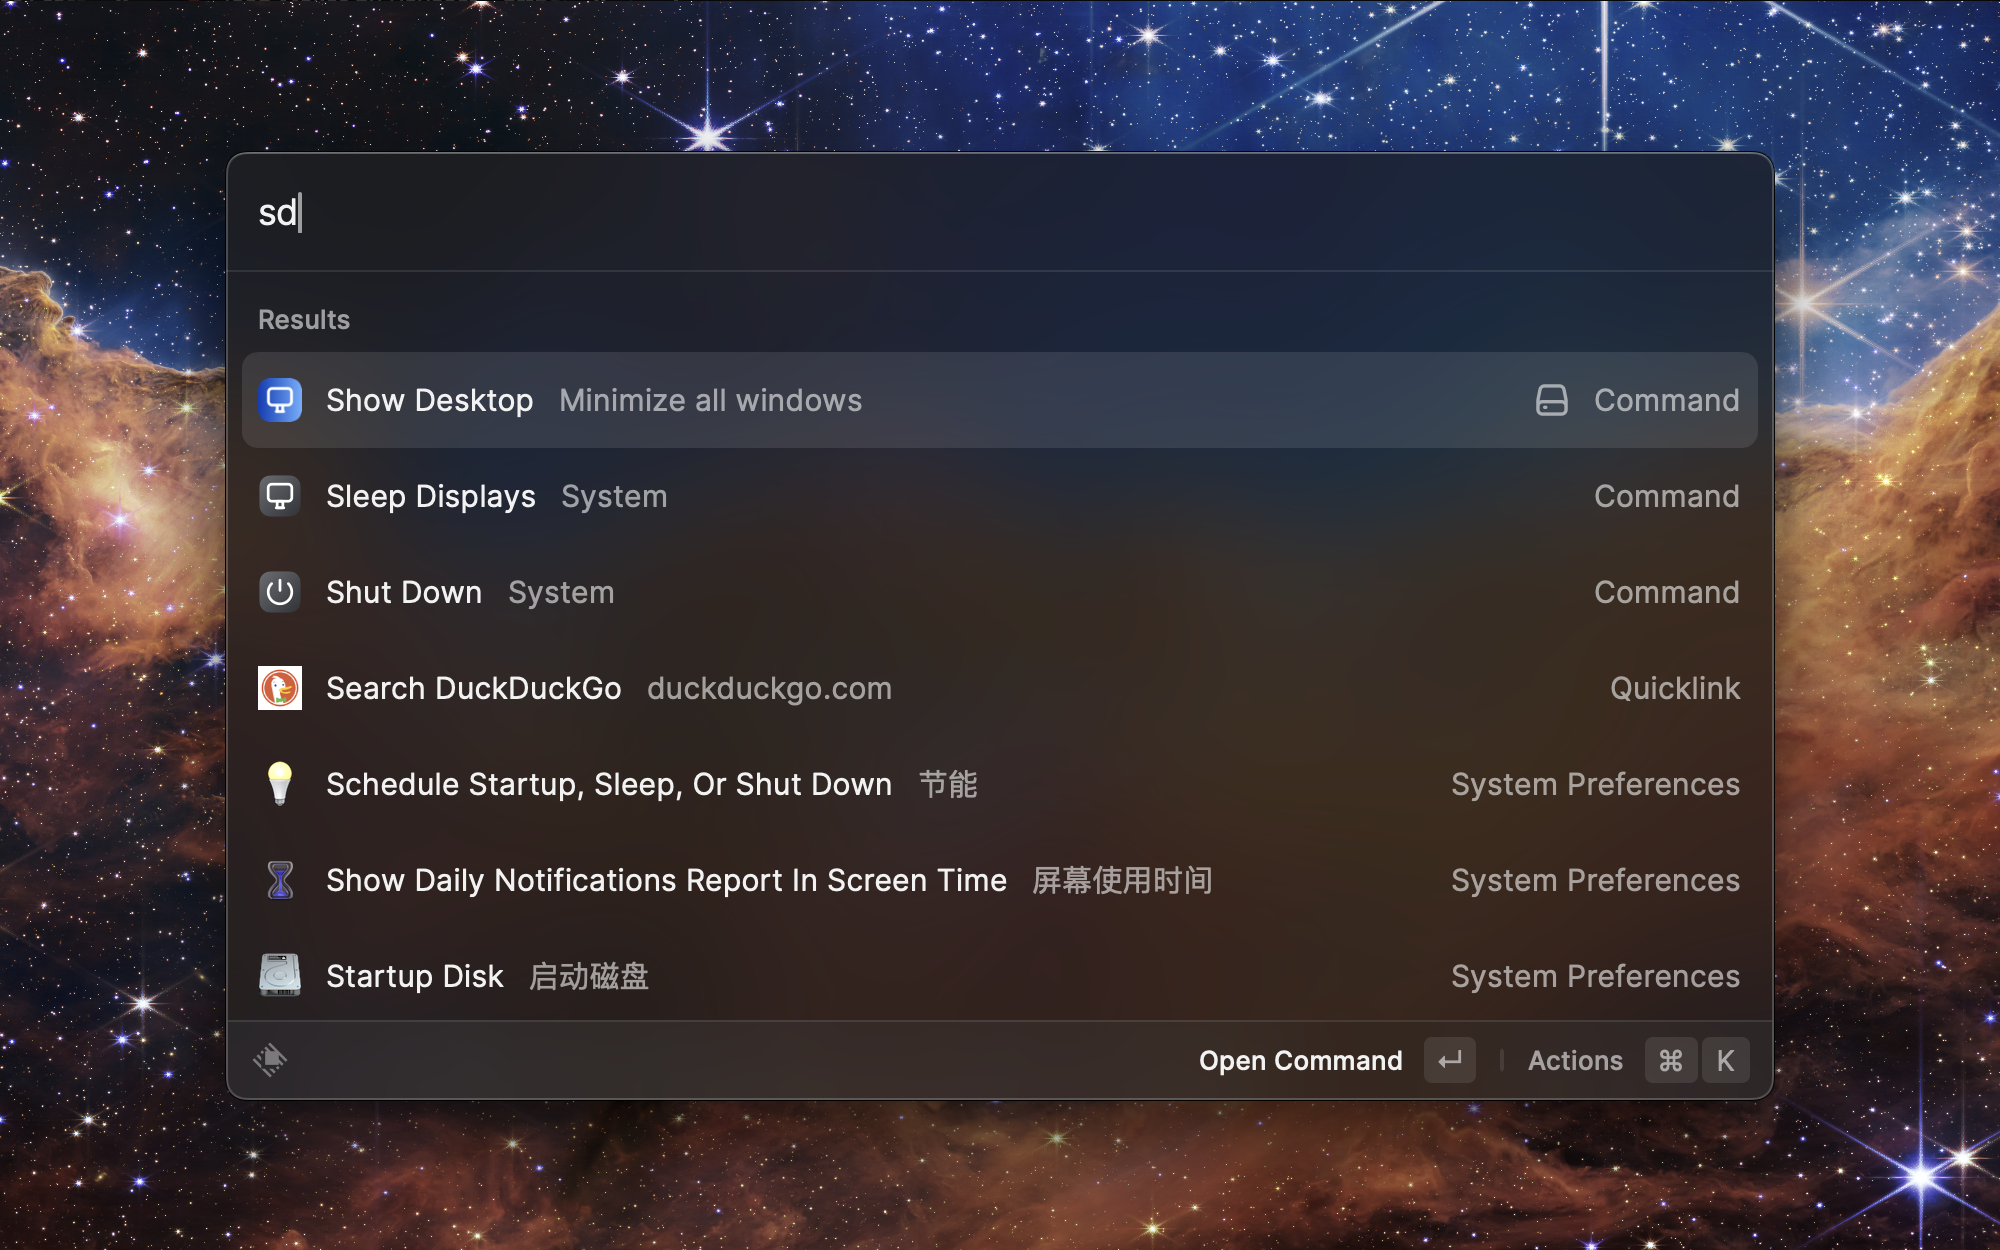 sd
Results
Show Desktop Minimize all windows Command
Sleep Displays System Command
Shut Down System Command
Search DuckDuckGo duckduckgo.com Quicklink
Schedule Startup, Sleep, Or Shut Down 节能 System Preferences
Show Daily Notifications Report In Screen Time 屏幕使用时间 System Preferences
Startup Disk 启动磁盘 System Preferences
Open Command ↵ Actions ⌘ K